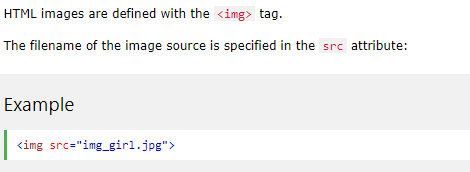 HTML images are defined with the <img> tag.
The filename of the image source is specified in the src attribute:
Example
<img src="img_girl.jpg">